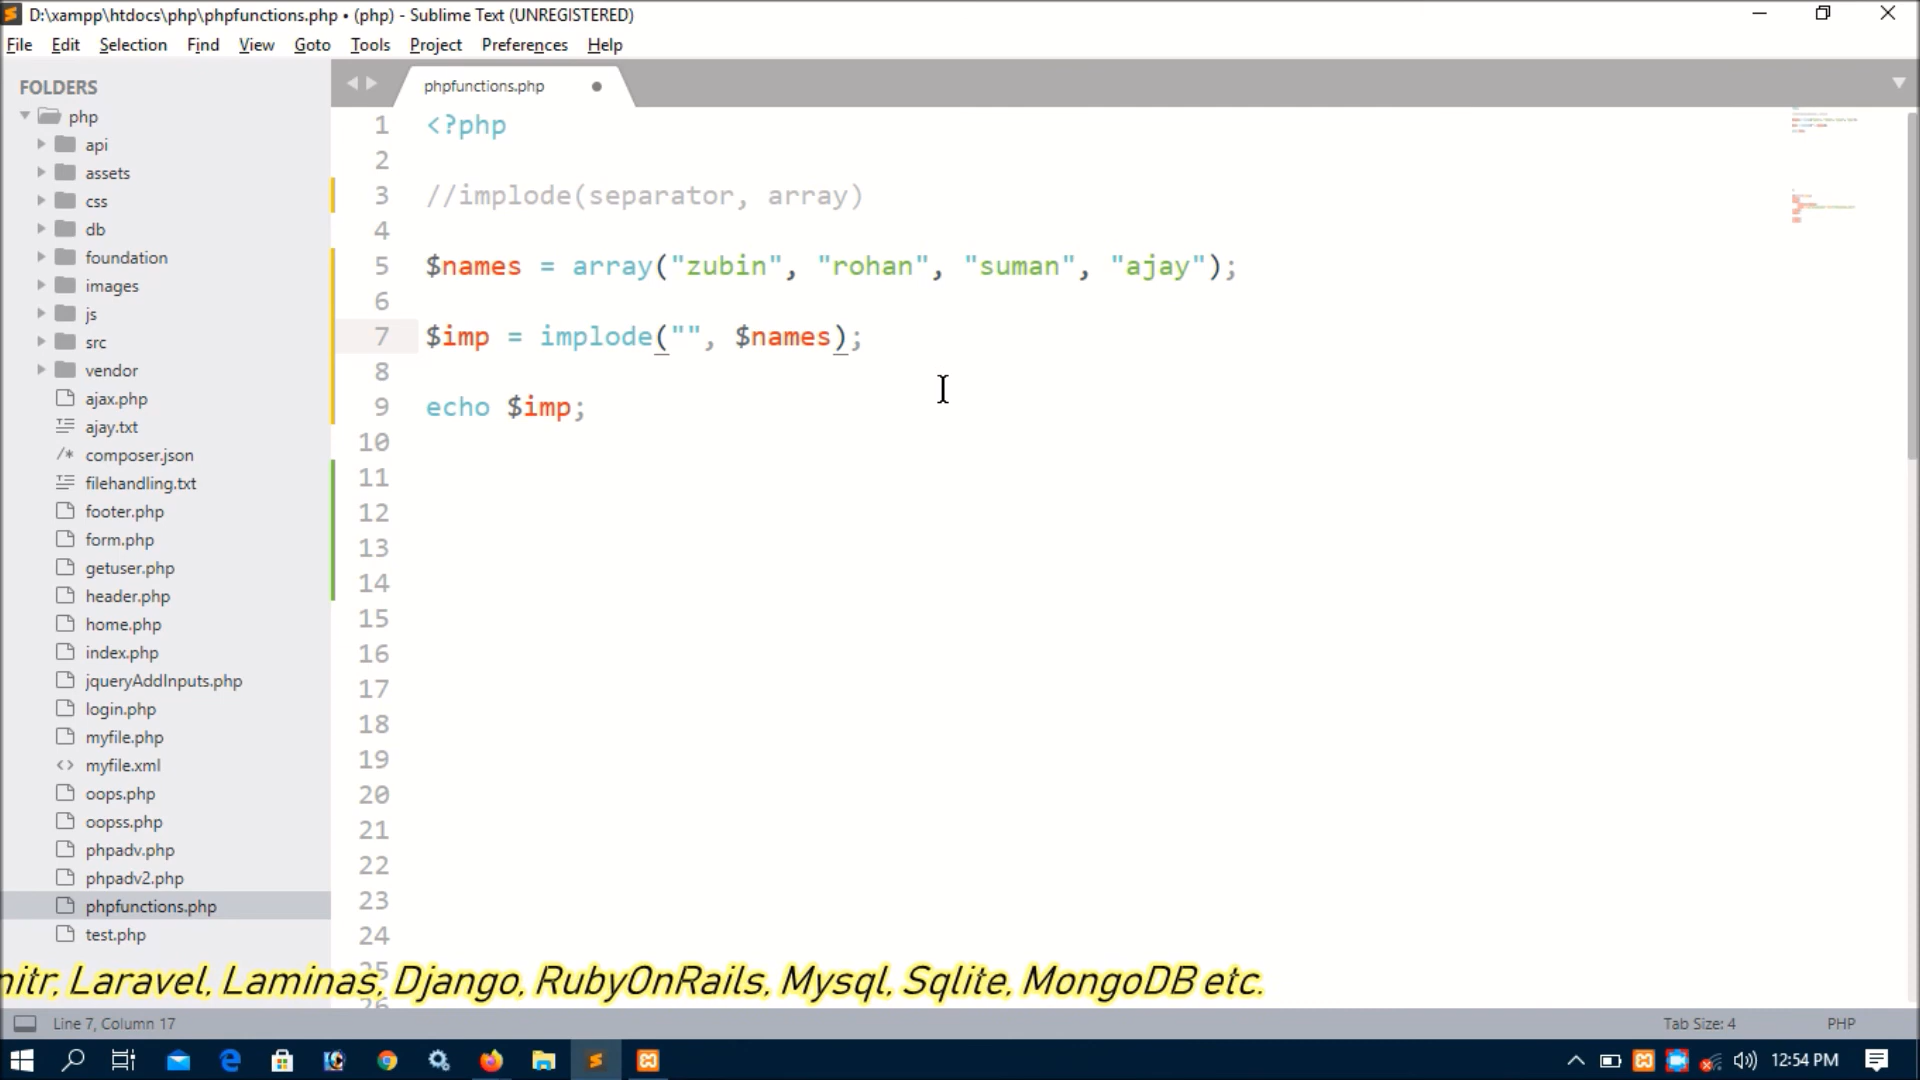 D:\xampp\htdocs\php\phpfunctions.php • (php) - Sublime Text (UNREGISTERED)
File Edit Selection Find View Goto Tools Project Preferences Help
FOLDERS
php
api
assets
css
db
foundation
images
js
src
vendor
ajax.php
ajay.txt
composer.json
filehandling.txt
footer.php
form.php
getuser.php
header.php
home.php
index.php
jqueryAddInputs.php
login.php
myfile.php
myfile.xml
oops.php
oopss.php
phpadv.php
phpadv2.php
phpfunctions.php
test.php
phpfunctions.php
1 <?php
2
3 //implode(separator, array)
4
5 $names = array("zubin", "rohan", "suman", "ajay");
6
7 $imp = implode("", $names);
8
9 echo $imp;
10
11
12
13
14
15
16
17
18
19
20
21
22
23
24
25
26
Laravel, Laminas, Django, RubyOnRails, Mysql, Sqlite, MongoDB etc.
Line 7, Column 17
Tab Size: 4
PHP
12:54 PM